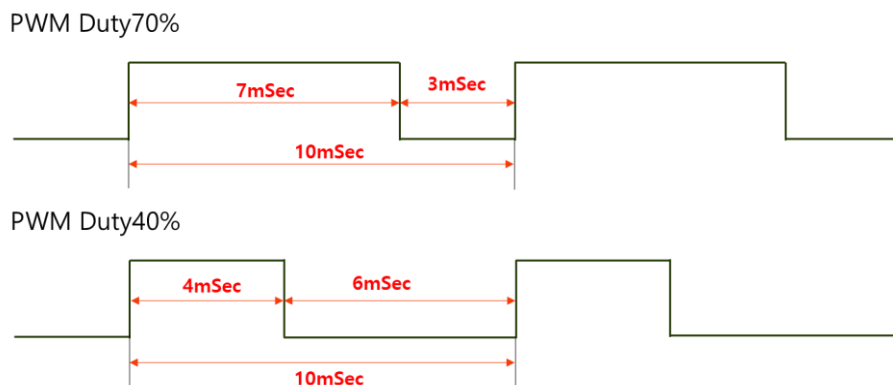 PWM Duty70%
7mSec
3mSec
10mSec
PWM Duty40%
4mSec
6mSec
10mSec